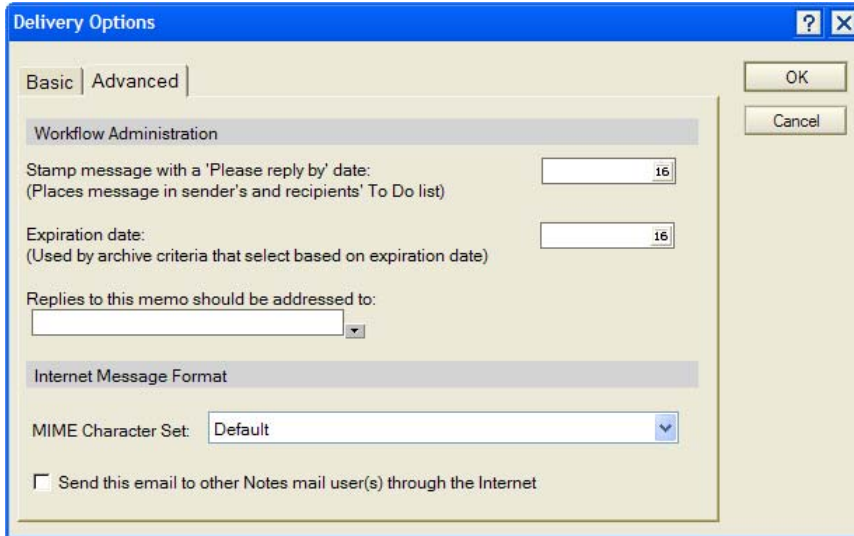 Delivery Options
?
OK
Cancel
Basic
Advanced
Workflow Administration
Stamp message with a 'Please reply by' date:
16
(Places message in sender's and recipients' To Do list)
Expiration date:
16
(Used by archive criteria that select based on expiration date)
Replies to this memo should be addressed to:
Internet Message Format
MIME Character Set:
Default
Send this email to other Notes mail user(s) through the Internet